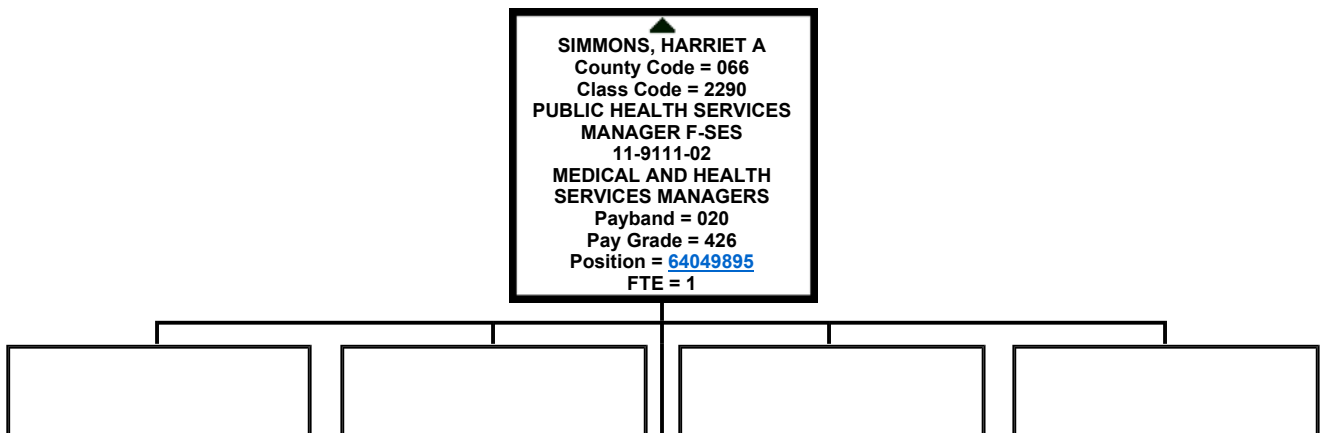 SIMMONS, HARRIET A
County Code = 066
Class Code = 2290
PUBLIC HEALTH SERVICES
MANAGER F-SES
11-9111-02
MEDICAL AND HEALTH
SERVICES MANAGERS
Payband = 020
Pay Grade = 426
Position = 64049895
FTE = 1